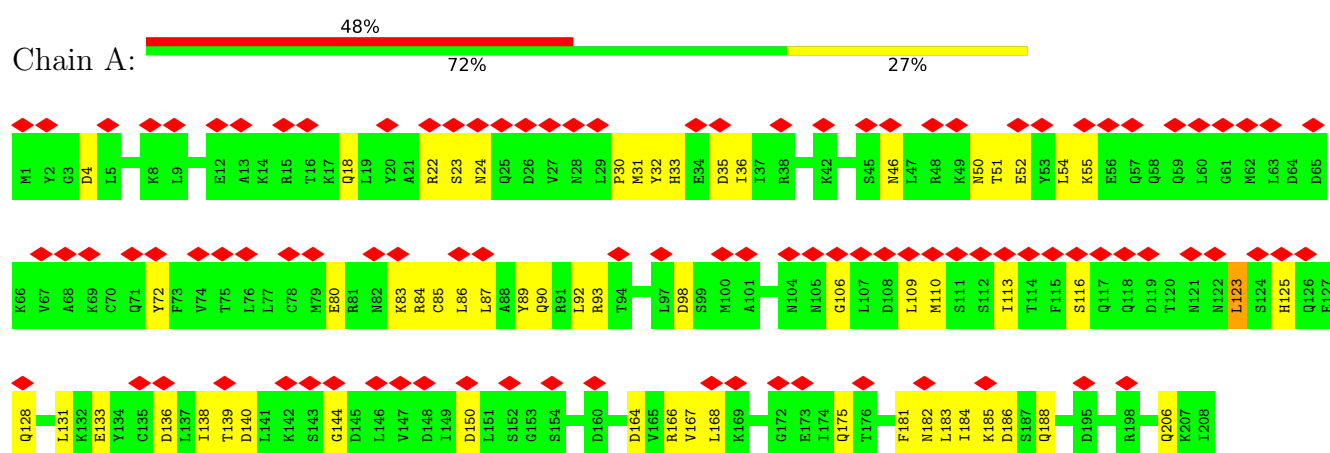 48%
Chain A:
72% 27%
M1 Y2 G3 D4 L5 K8 L9 E12 A13 K14 R15 T16 K17 Q18 L19 Y20 A21 R22 S23 N24 Q25 D26 V27 N28 L29 P30 M31 Y32 H33 E34 D35 I36 I37 R38 K42 S45 N46 L47 R48 K49 N50 T51 E52 Y53 L54 K55 E56 Q57 Q58 Q59 L60 G61 M62 L63 D64 D65
K66 V67 A68 K69 C70 Q71 Y72 F73 V74 T75 L76 L77 C78 M79 E80 R81 N82 K83 R84 C85 L86 L87 A88 Y89 Q90 R91 L92 R93 T94 L97 D98 S99 M100 A101 N104 N105 G106 L107 D108 L109 M110 S111 S112 I113 T114 F115 S116 Q117 Q118 D119 T120 N121 N122 L123 S124 H125 Q126
Q128 L131 K132 E133 Y134 C135 D136 L137 I138 T139 D140 L141 K142 S143 G144 D145 L146 V147 D148 I149 D150 L151 S152 G153 S154 D160 D164 V165 R166 V167 L168 K169 G172 E173 I174 Q175 T176 F181 N182 L183 I184 K185 D186 S187 Q188 D195 R198 Q206 K207 I208